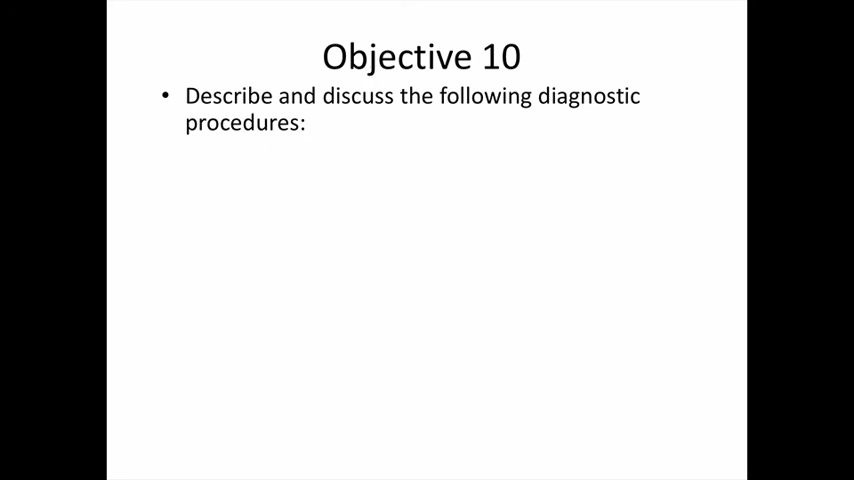 Objective 10
• Describe and discuss the following diagnostic
procedures: